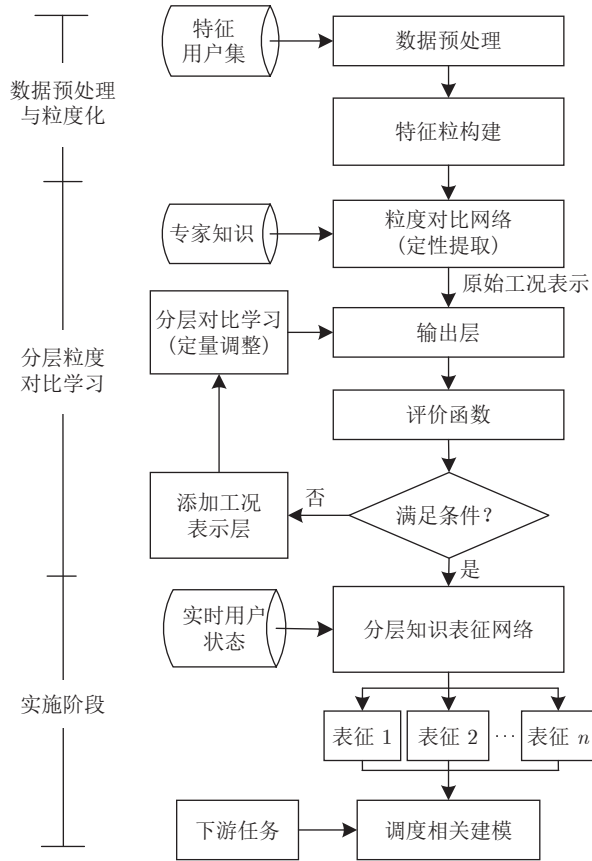 特征
用户集
数据预处理
数据预处理
与粒度化
特征粒构建
专家知识
粒度对比网络
(定性提取)
原始工况表示
分层对比学习
(定量调整)
输出层
分层粒度
对比学习
评价函数
添加工况
表示层
否
满足条件?
是
实时用户
状态
分层知识表征网络
实施阶段
表征 1
表征 2
···
表征 n
下游任务
调度相关建模